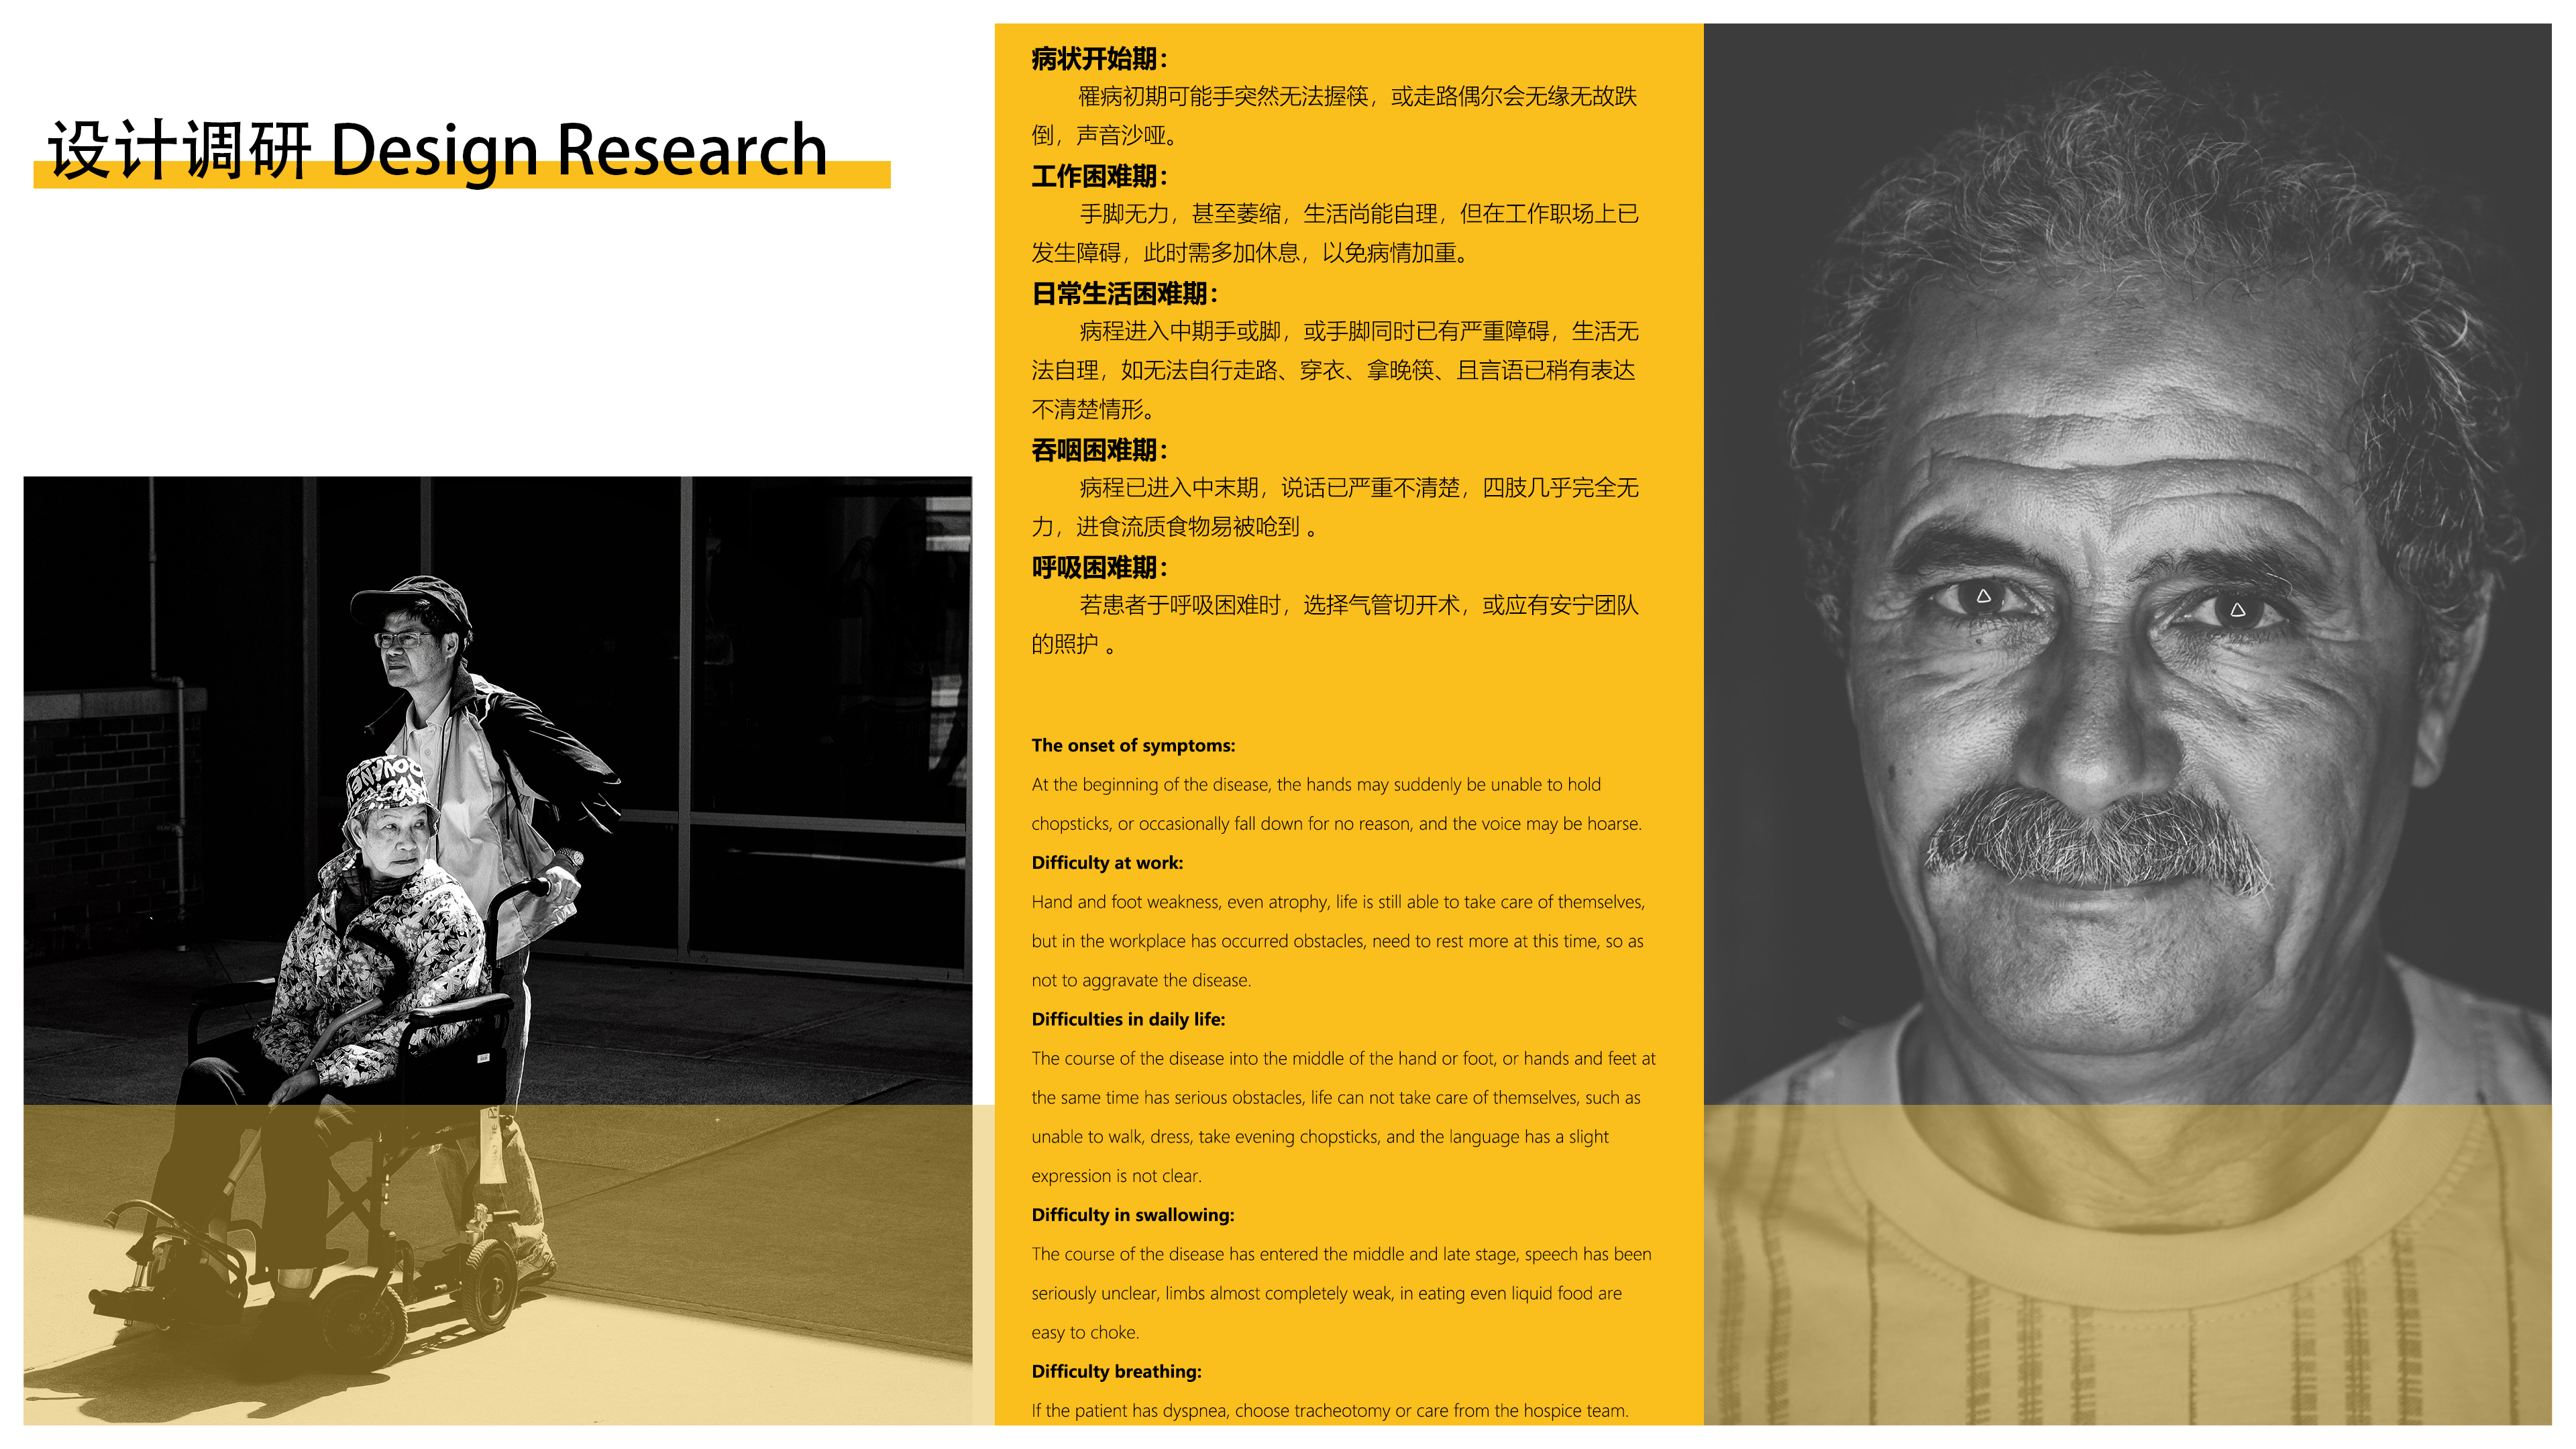 设计调研 Design Research
病状开始期：
罹病初期可能手突然无法握筷，或走路偶尔会无缘无故跌
倒，声音沙哑。
工作困难期：
手脚无力，甚至萎缩，生活尚能自理，但在工作职场上已
发生障碍，此时需多加休息，以免病情加重。
日常生活困难期：
病程进入中期手或脚，或手脚同时已有严重障碍，生活无
法自理，如无法自行走路、穿衣、拿晚筷、且言语已稍有表达
不清楚情形。
吞咽困难期：
病程已进入中末期，说话已严重不清楚，四肢几乎完全无
力，进食流质食物易被呛到 。
呼吸困难期：
若患者于呼吸困难时，选择气管切开术，或应有安宁团队
的照护 。
The onset of symptoms:
At the beginning of the disease, the hands may suddenly be unable to hold
chopsticks, or occasionally fall down for no reason, and the voice may be hoarse.
Difficulty at work:
Hand and foot weakness, even atrophy, life is still able to take care of themselves,
but in the workplace has occurred obstacles, need to rest more at this time, so as
not to aggravate the disease.
Difficulties in daily life:
The course of the disease into the middle of the hand or foot, or hands and feet at
the same time has serious obstacles, life can not take care of themselves, such as
unable to walk, dress, take evening chopsticks, and the language has a slight
expression is not clear.
Difficulty in swallowing:
The course of the disease has entered the middle and late stage, speech has been
seriously unclear, limbs almost completely weak, in eating even liquid food are
easy to choke.
Difficulty breathing:
If the patient has dyspnea, choose tracheotomy or care from the hospice team.